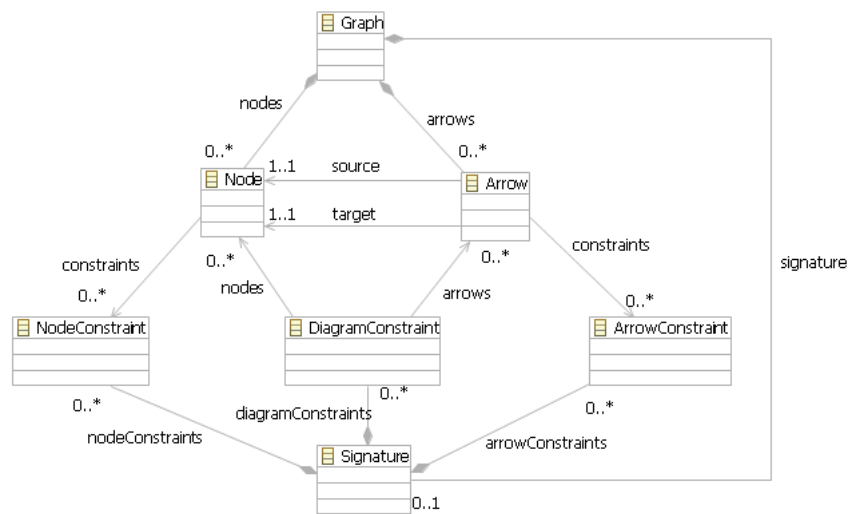 Graph
nodes
arrows
0..*
0..*
1..1
source
Node
Arrow
1..1
target
constraints
constraints
signature
0..*
0..*
0..*
nodes
arrows
0..*
NodeConstraint
DiagramConstraint
ArrowConstraint
0..*
0..*
0..*
diagramConstraints
nodeConstraints
arrowConstraints
Signature
0..1